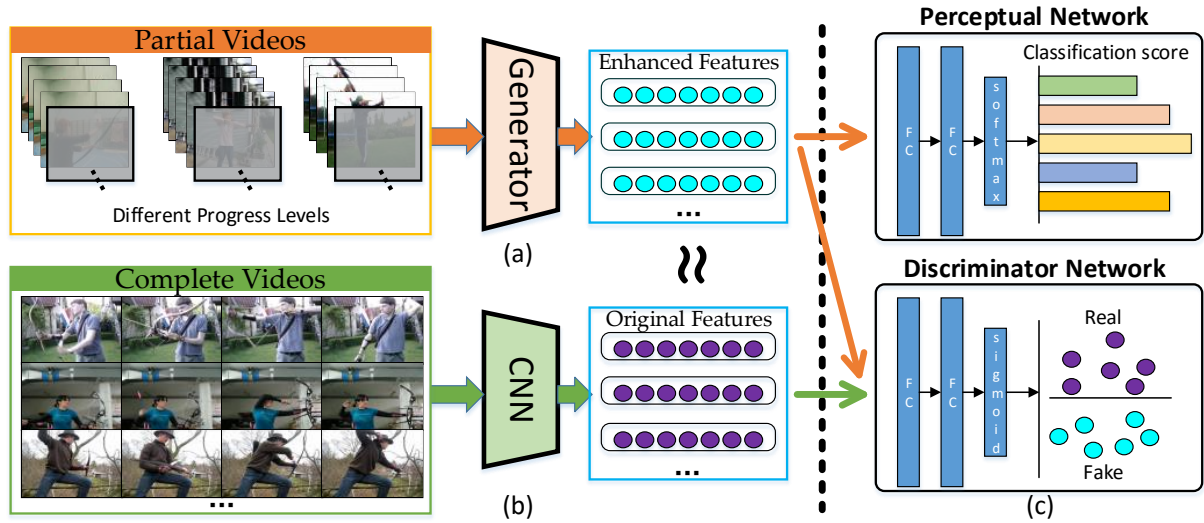 Partial Videos
Different Progress Levels
Generator
(a)
Enhanced Features
...
Perceptual Network
Classification score
FC
FC
softmax
Complete Videos
...
CNN
(b)
≈
Original Features
...
Discriminator Network
FC
FC
sigmoid
Real
Fake
(c)